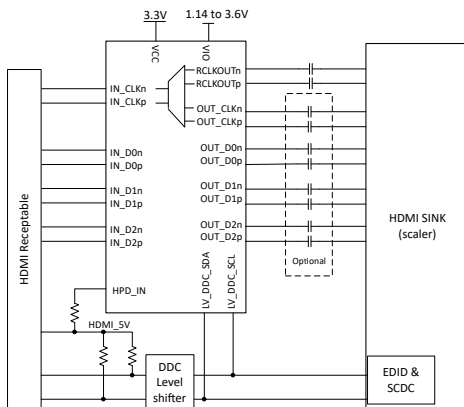 3.3V
1.14 to 3.6V
VCC
VIO
RCLKOUTn
RCLKOUTp
IN_CLKn
IN_CLKp
OUT_CLKn
OUT_CLKp
IN_D0n
IN_D0p
OUT_D0n
OUT_D0p
IN_D1n
IN_D1p
OUT_D1n
OUT_D1p
IN_D2n
IN_D2p
OUT_D2n
OUT_D2p
HDMI Receptable
HDMI SINK
(scaler)
Optional
HPD_IN
LV_DDC_SDA
LV_DDC_SCL
HDMI_5V
DDC
Level
shifter
EDID &
SCDC